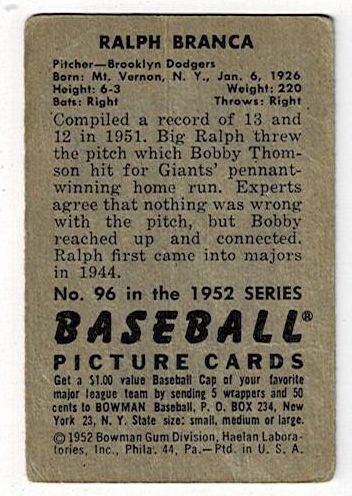 RALPH BRANCA
Pitcher—Brooklyn Dodgers
Born: Mt. Vernon, N. Y., Jan. 6, 1926
Height: 6-3 Weight: 220
Bats: Right Throws: Right
Compiled a record of 13 and
12 in 1951. Big Ralph threw
the pitch which Bobby Thom-
son hit for Giants' pennant-
winning home run. Experts
agree that nothing was wrong
with the pitch, but Bobby
reached up and connected.
Ralph first came into majors
in 1944.
No. 96 in the 1952 SERIES
BASEBALL®
PICTURE CARDS
Get a $1.00 value Baseball Cap of your favorite
major league team by sending 5 wrappers and 50
cents to BOWMAN Baseball, P. O. BOX 234, New
York 23, N. Y. State size: small, medium or large.
©1952 Bowman Gum Division, Haelan Labora-
tories, Inc., Phila. 44, Pa.—Ptd. in U. S. A.